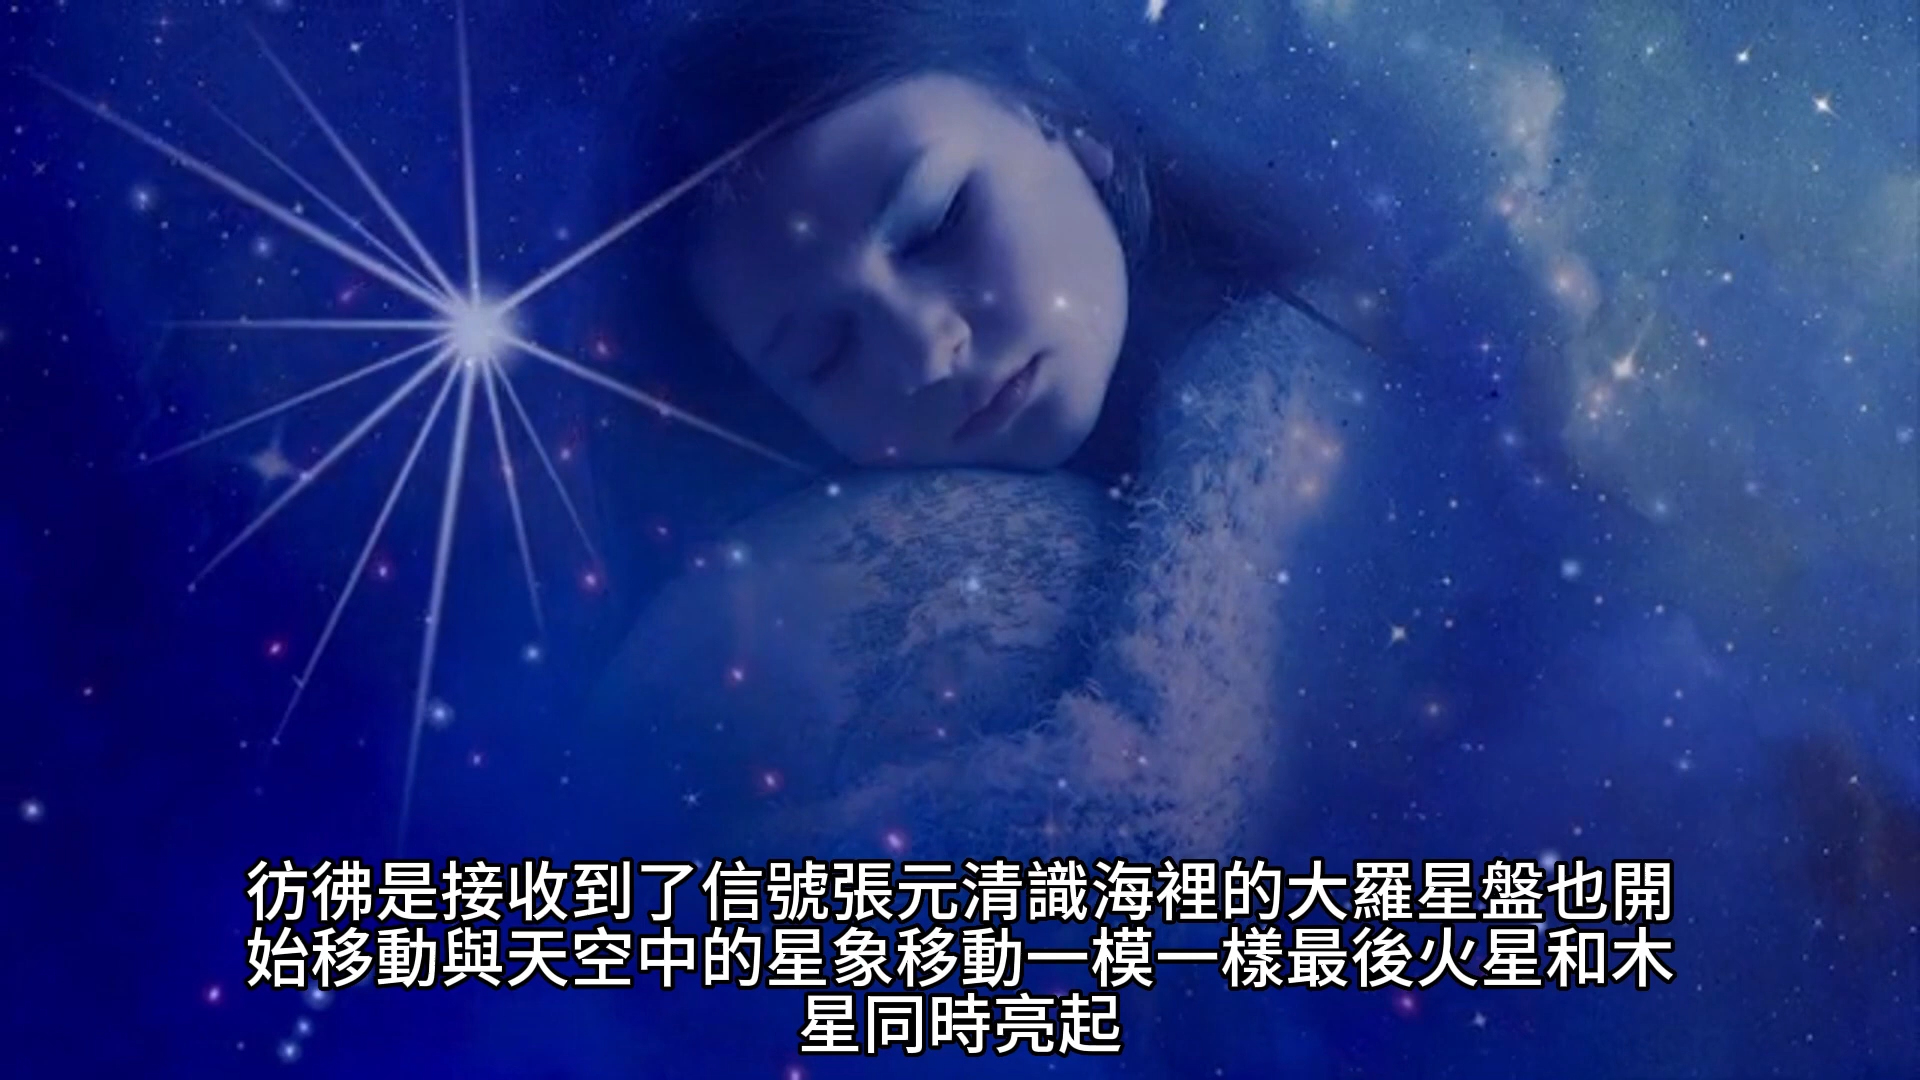 彷彿是接收到了信號張元清識海裡的大羅星盤也開
始移動與天空中的星象移動一模一樣最後火星和木
星同時亮起